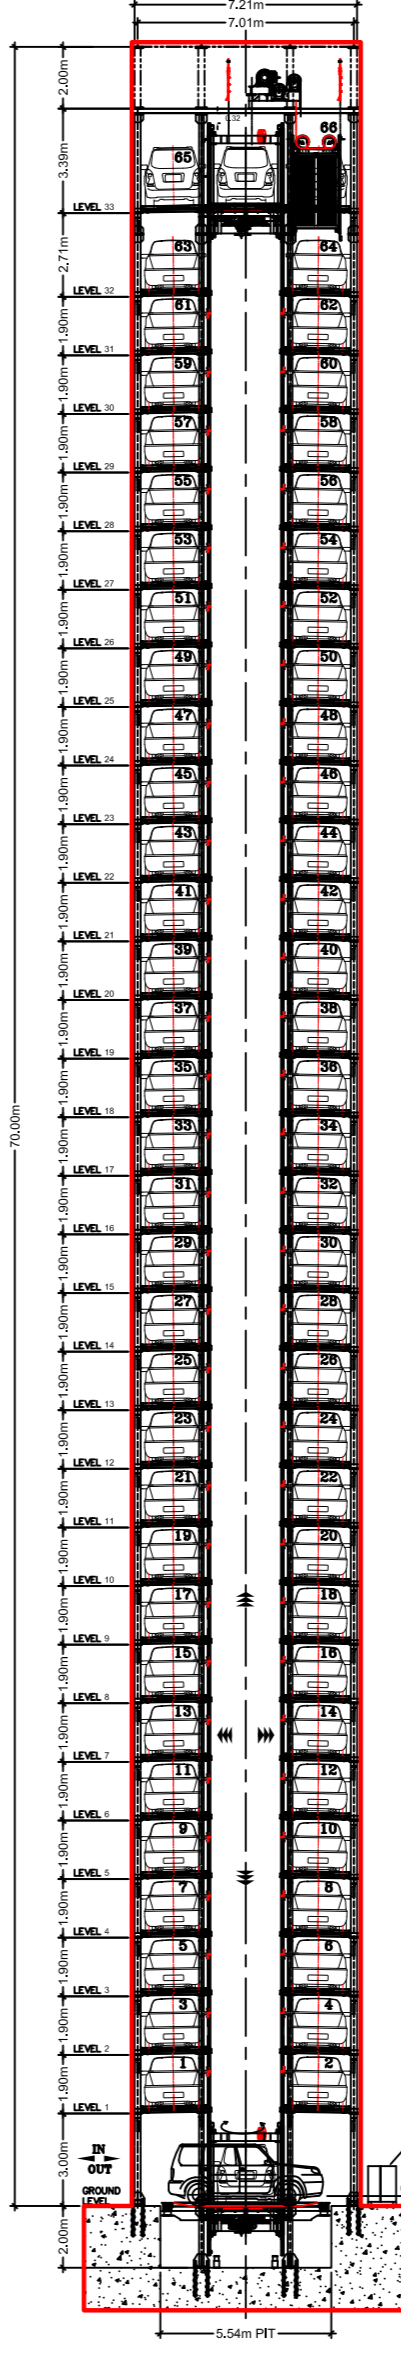 7.21m
7.01m
2.00m
0.32
66
65
3.39m
LEVEL 33
63 64
2,71m
LEVEL 32
61 62
1.90m
LEVEL 31
59 60
1.90m
LEVEL 30
57 58
1.90m
LEVEL 29
55 56
1.90m
LEVEL 28
53 54
1.90m
LEVEL 27
51 52
1.90m
LEVEL 26
49 50
1.90m
LEVEL 25
47 48
1.90m
LEVEL 24
45 46
1.90m
LEVEL 23
43 44
1.90m
LEVEL 22
41 42
1.90m
LEVEL 21
39 40
1.90m
LEVEL 20
37 38
1.90m
LEVEL 19
35 36
1.90m
LEVEL 18
70.00m
33 34
1.90m
LEVEL 17
31 32
1.90m
LEVEL 16
29 30
1.90m
LEVEL 15
27 28
1.90m
LEVEL 14
25 26
1.90m
LEVEL 13
23 24
1.90m
LEVEL 12
21 22
1.90m
LEVEL 11
19 20
1.90m
LEVEL 10
17 18
1.90m
LEVEL 9
15 16
1.90m
LEVEL 8
13 14
1.90m
LEVEL 7
11 12
1.90m
LEVEL 6
9 10
1.90m
LEVEL 5
7 8
1.90m
LEVEL 4
5 6
1.90m
LEVEL 3
3 4
1.90m
LEVEL 2
1 2
1.90m
LEVEL 1
3.00m
IN
OUT
GROUND
LEVEL
2.00m
5.54m PIT